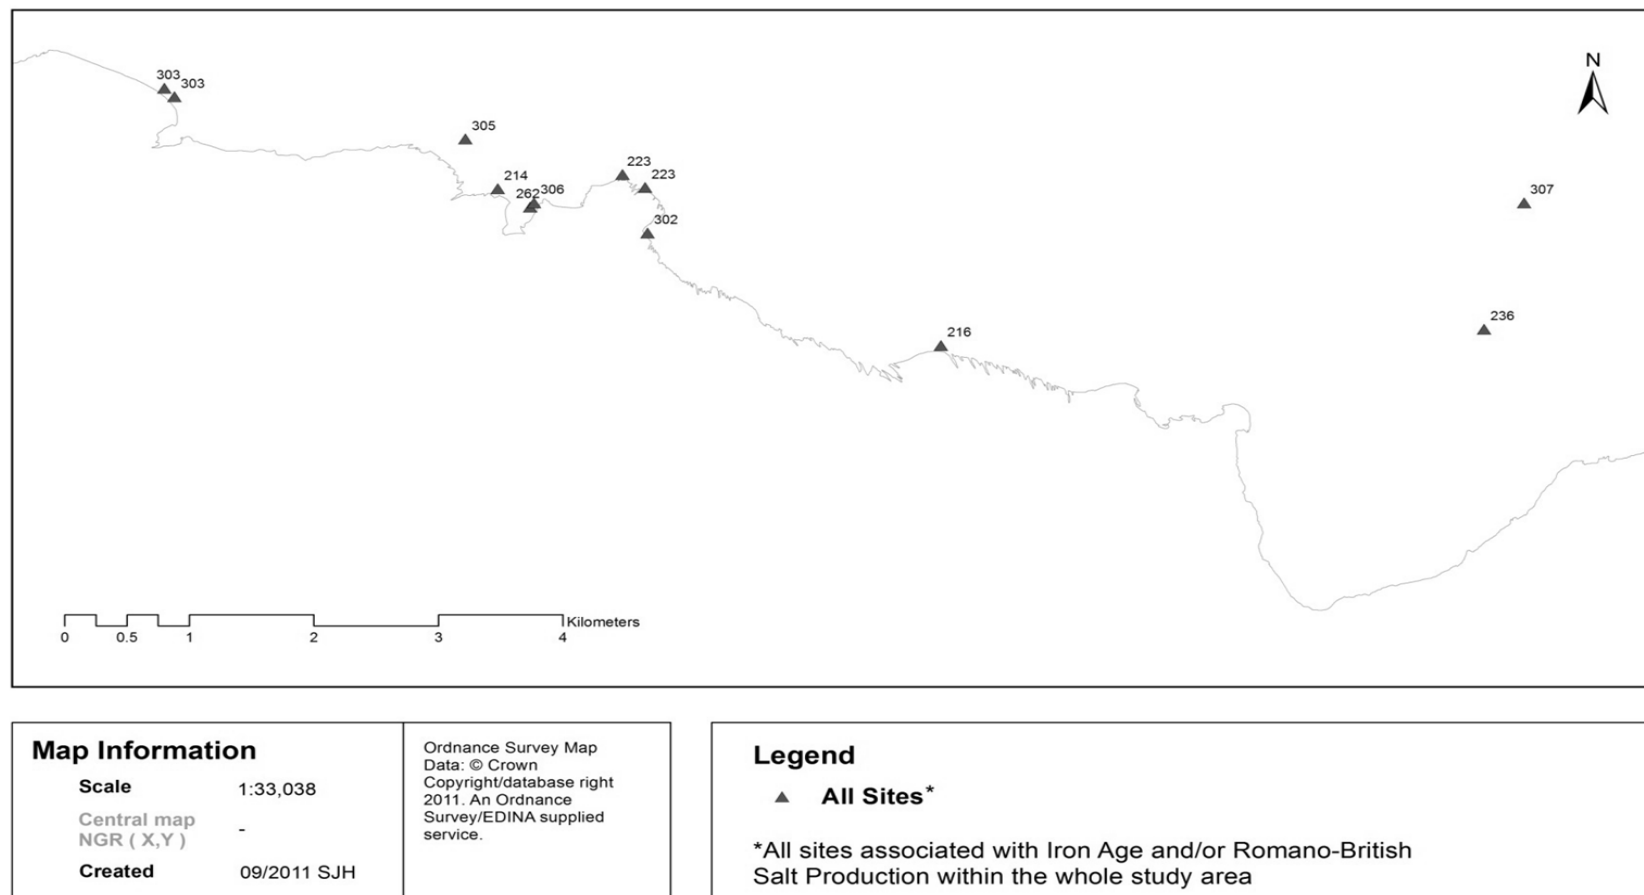 N
303
303
305
223
214
223
262
306
307
302
236
216
Kilometers
0 0.5 1 2 3 4
Map Information
Scale 1:33,038
Central map
NGR ( X,Y ) -
Created 09/2011 SJH
Ordnance Survey Map
Data: © Crown
Copyright/database right
2011. An Ordnance
Survey/EDINA supplied
service.
Legend
All Sites*
*All sites associated with Iron Age and/or Romano-British
Salt Production within the whole study area